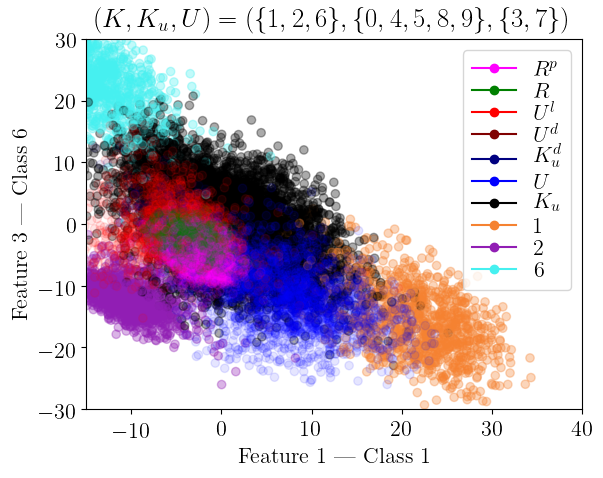 (K, K_u, U) = ({1, 2, 6}, {0, 4, 5, 8, 9}, {3, 7})
30
20
10
0
−10
−20
−30
Feature 3 — Class 6
R^p
R
U^l
U^d
K_u^d
U
K_u
1
2
6
−10 0 10 20 30 40
Feature 1 — Class 1